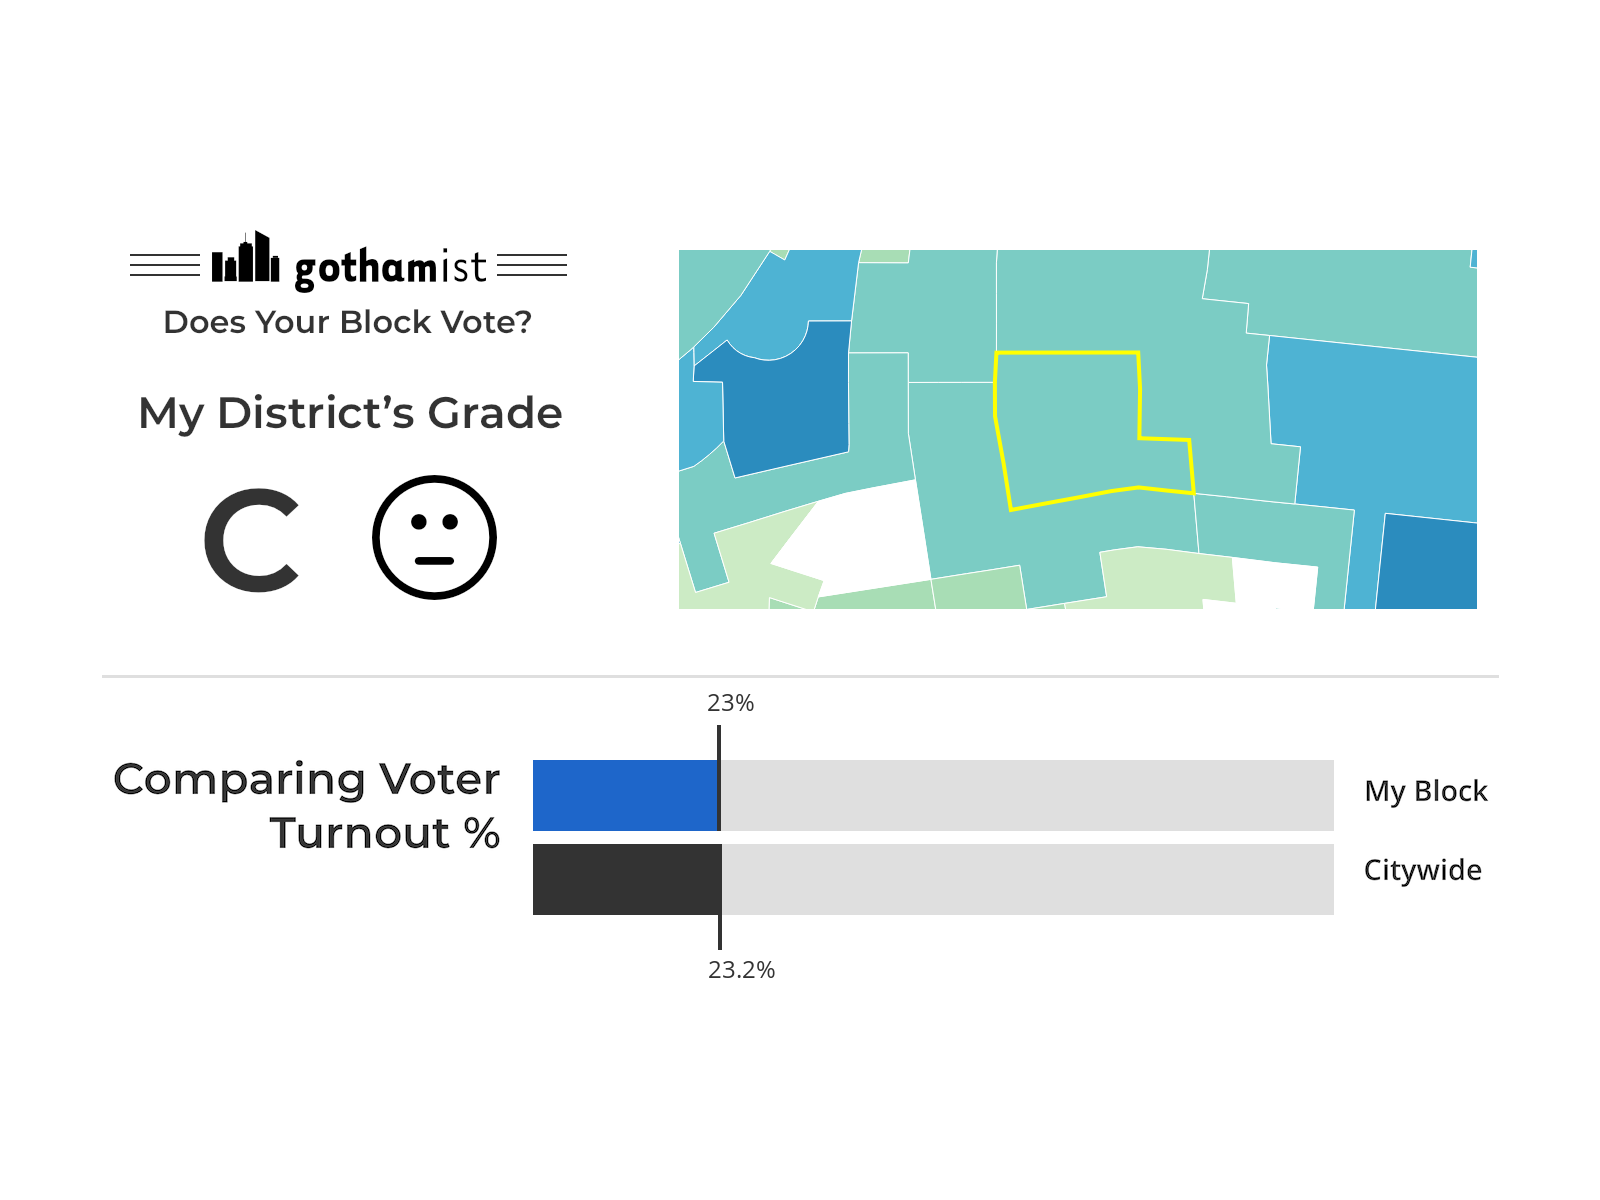 gothamist
Does Your Block Vote?
My District's Grade
C
23%
Comparing Voter
Turnout %
My Block
Citywide
23.2%